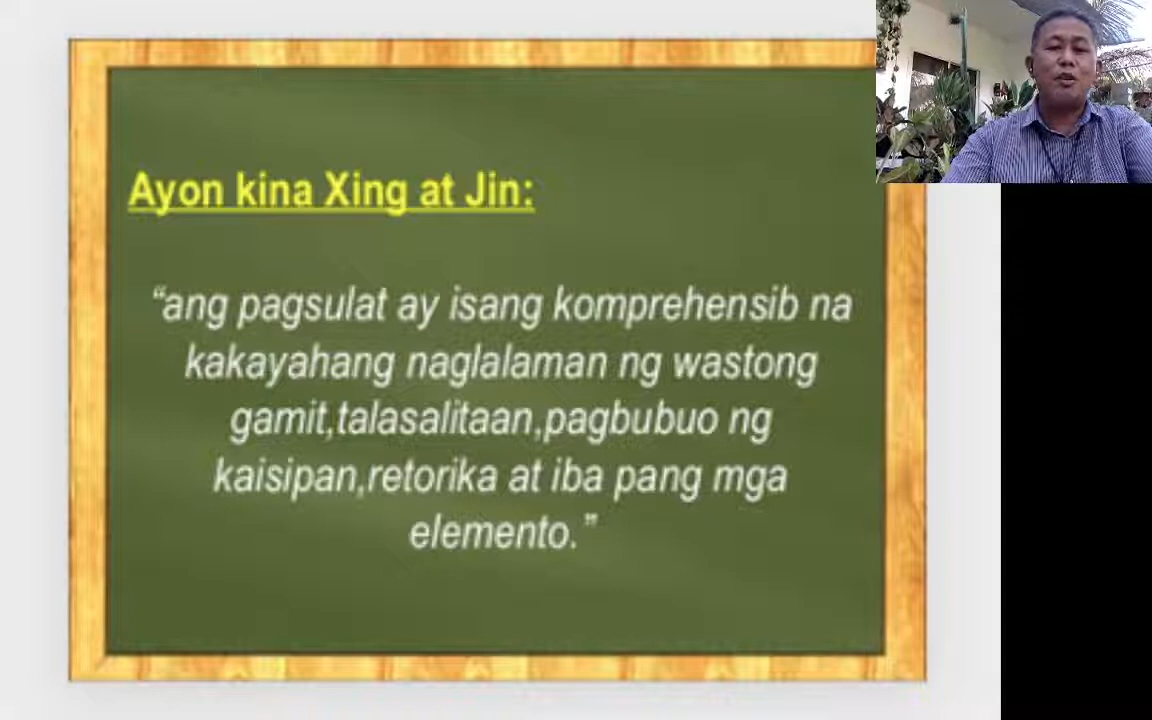 Ayon kina Xing at Jin:
“ang pagsulat ay isang komprehensib na
kakayahang naglalaman ng wastong
gamit,talasalitaan,pagbubuo ng
kaisipan,retorika at iba pang mga
elemento.”